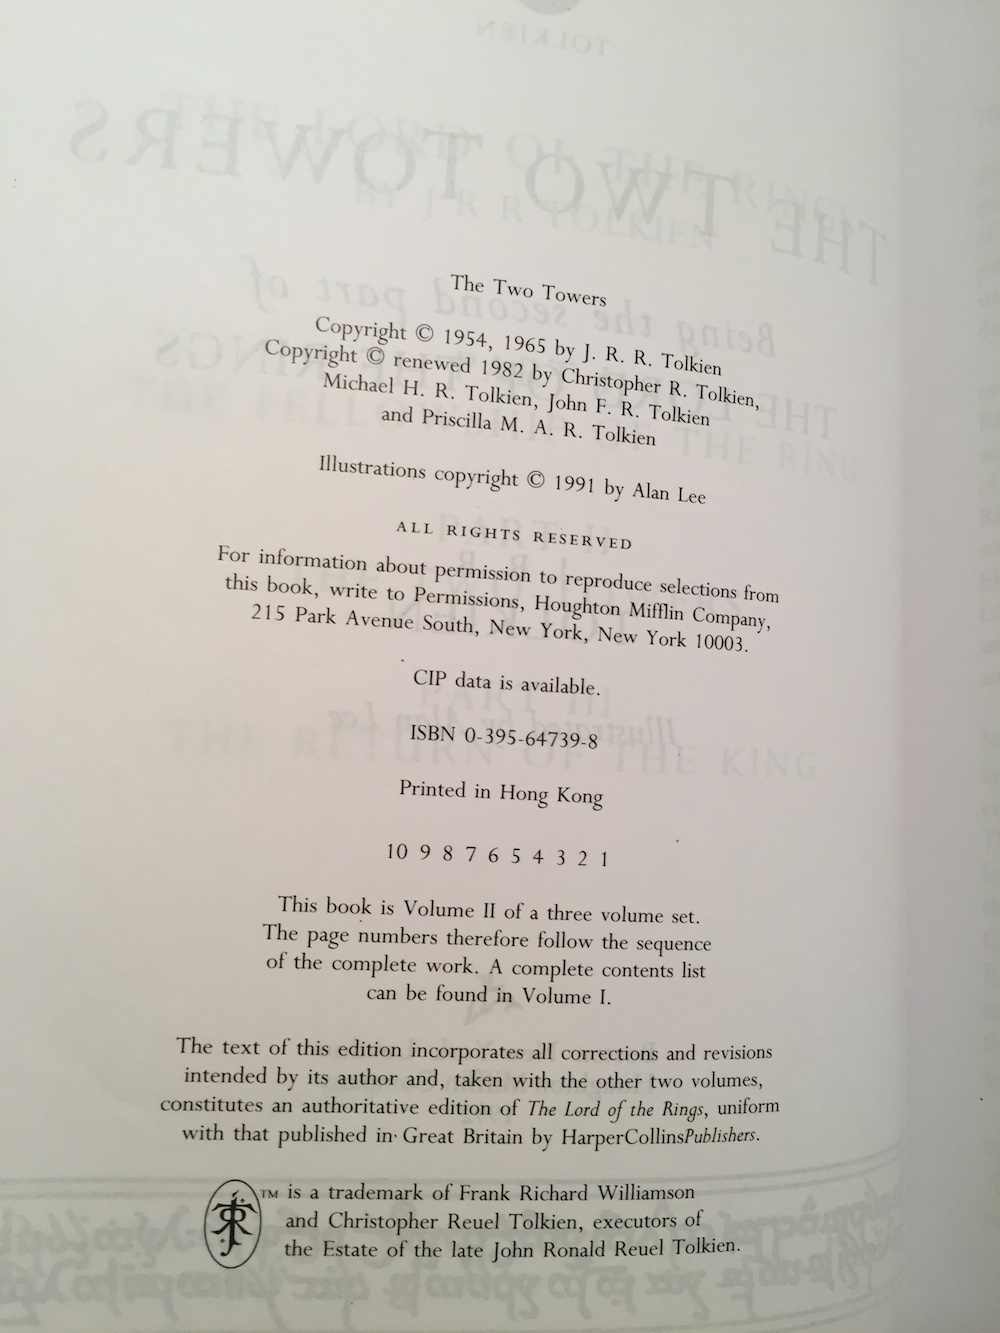 The Two Towers
Copyright © 1954, 1965 by J. R. R. Tolkien
Copyright © renewed 1982 by Christopher R. Tolkien,
Michael H. R. Tolkien, John F. R. Tolkien
and Priscilla M. A. R. Tolkien
Illustrations copyright © 1991 by Alan Lee
ALL RIGHTS RESERVED
For information about permission to reproduce selections from
this book, write to Permissions, Houghton Mifflin Company,
215 Park Avenue South, New York, New York 10003.
CIP data is available.
ISBN 0-395-64739-8
Printed in Hong Kong
10 9 8 7 6 5 4 3 2 1
This book is Volume II of a three volume set.
The page numbers therefore follow the sequence
of the complete work. A complete contents list
can be found in Volume I.
The text of this edition incorporates all corrections and revisions
intended by its author and, taken with the other two volumes,
constitutes an authoritative edition of The Lord of the Rings, uniform
with that published in Great Britain by HarperCollinsPublishers.
TM is a trademark of Frank Richard Williamson
and Christopher Reuel Tolkien, executors of
the Estate of the late John Ronald Reuel Tolkien.